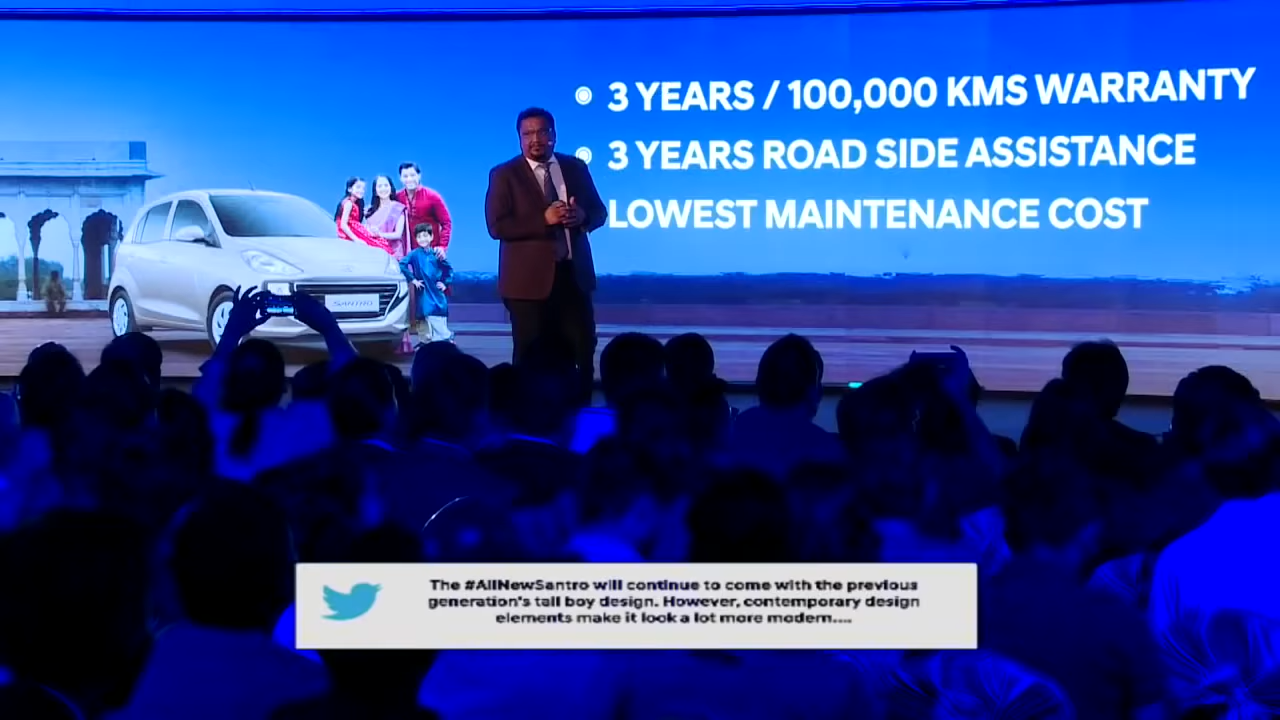 3 YEARS / 100,000 KMS WARRANTY
3 YEARS ROAD SIDE ASSISTANCE
LOWEST MAINTENANCE COST
SANTRO
The #AllNewSantro will continue to come with the previous
generation's tall boy design. However, contemporary design
elements make it look a lot more modern....